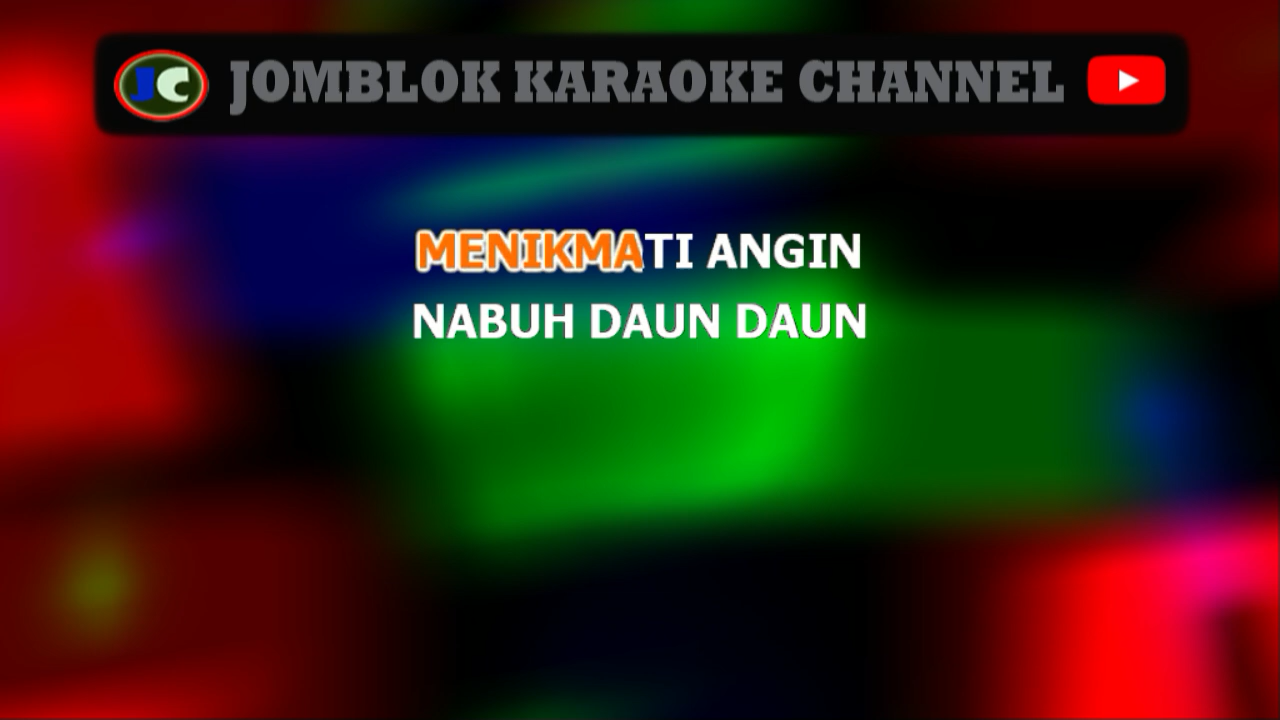 JC JOMBLOK KARAOKE CHANNEL
MENIKMATI ANGIN
NABUH DAUN DAUN